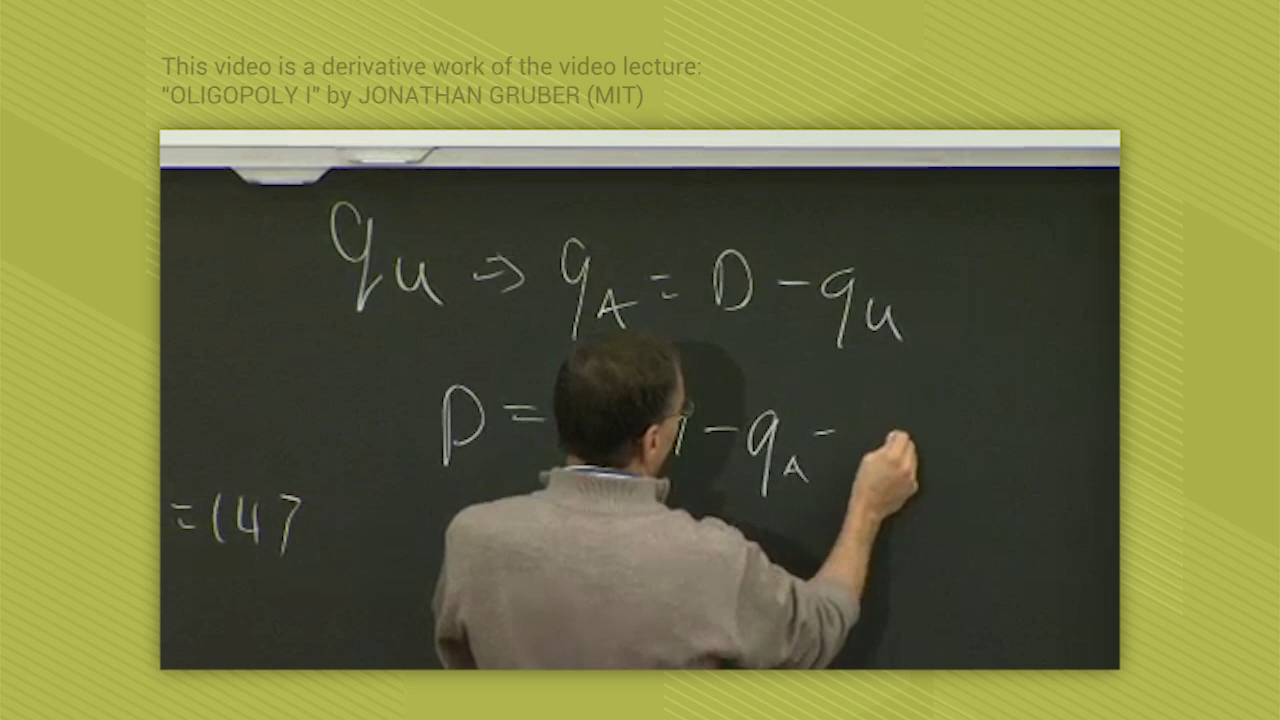 This video is a derivative work of the video lecture:
"OLIGOPOLY I" by JONATHAN GRUBER (MIT)
qu ⇒ qA = D - qu
D = - qA -
=147